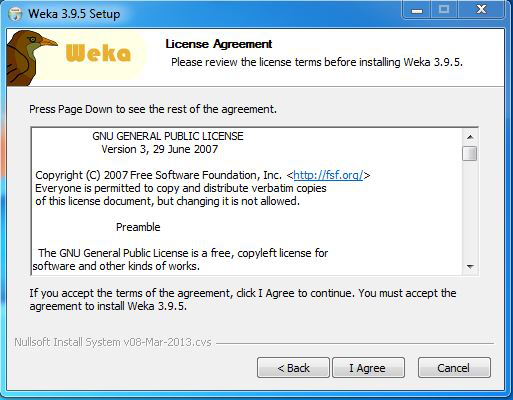 Weka 3.9.5 Setup
Weka
License Agreement
Please review the license terms before installing Weka 3.9.5.
Press Page Down to see the rest of the agreement.
GNU GENERAL PUBLIC LICENSE
Version 3, 29 June 2007
Copyright (C) 2007 Free Software Foundation, Inc. <http://fsf.org/>
Everyone is permitted to copy and distribute verbatim copies
of this license document, but changing it is not allowed.
Preamble
The GNU General Public License is a free, copyleft license for
software and other kinds of works.
If you accept the terms of the agreement, click I Agree to continue. You must accept the
agreement to install Weka 3.9.5.
Nullsoft Install System v08-Mar-2013.cvs
< Back
I Agree
Cancel